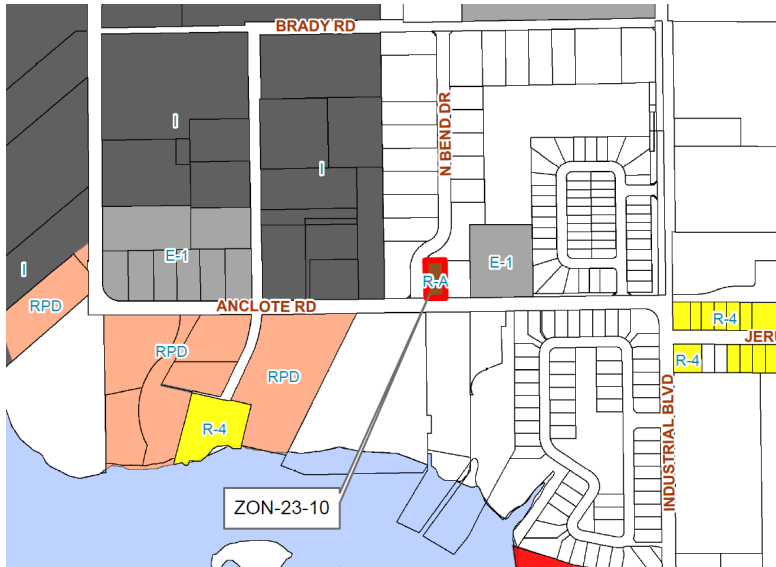 BRADY RD
N.BEND DR
I
I
E-1
E-1
I
R-A
RPD
ANCLOTE RD
R-4
JERU
RPD
RPD
R-4
R-4
INDUSTRIAL BLVD
ZON-23-10